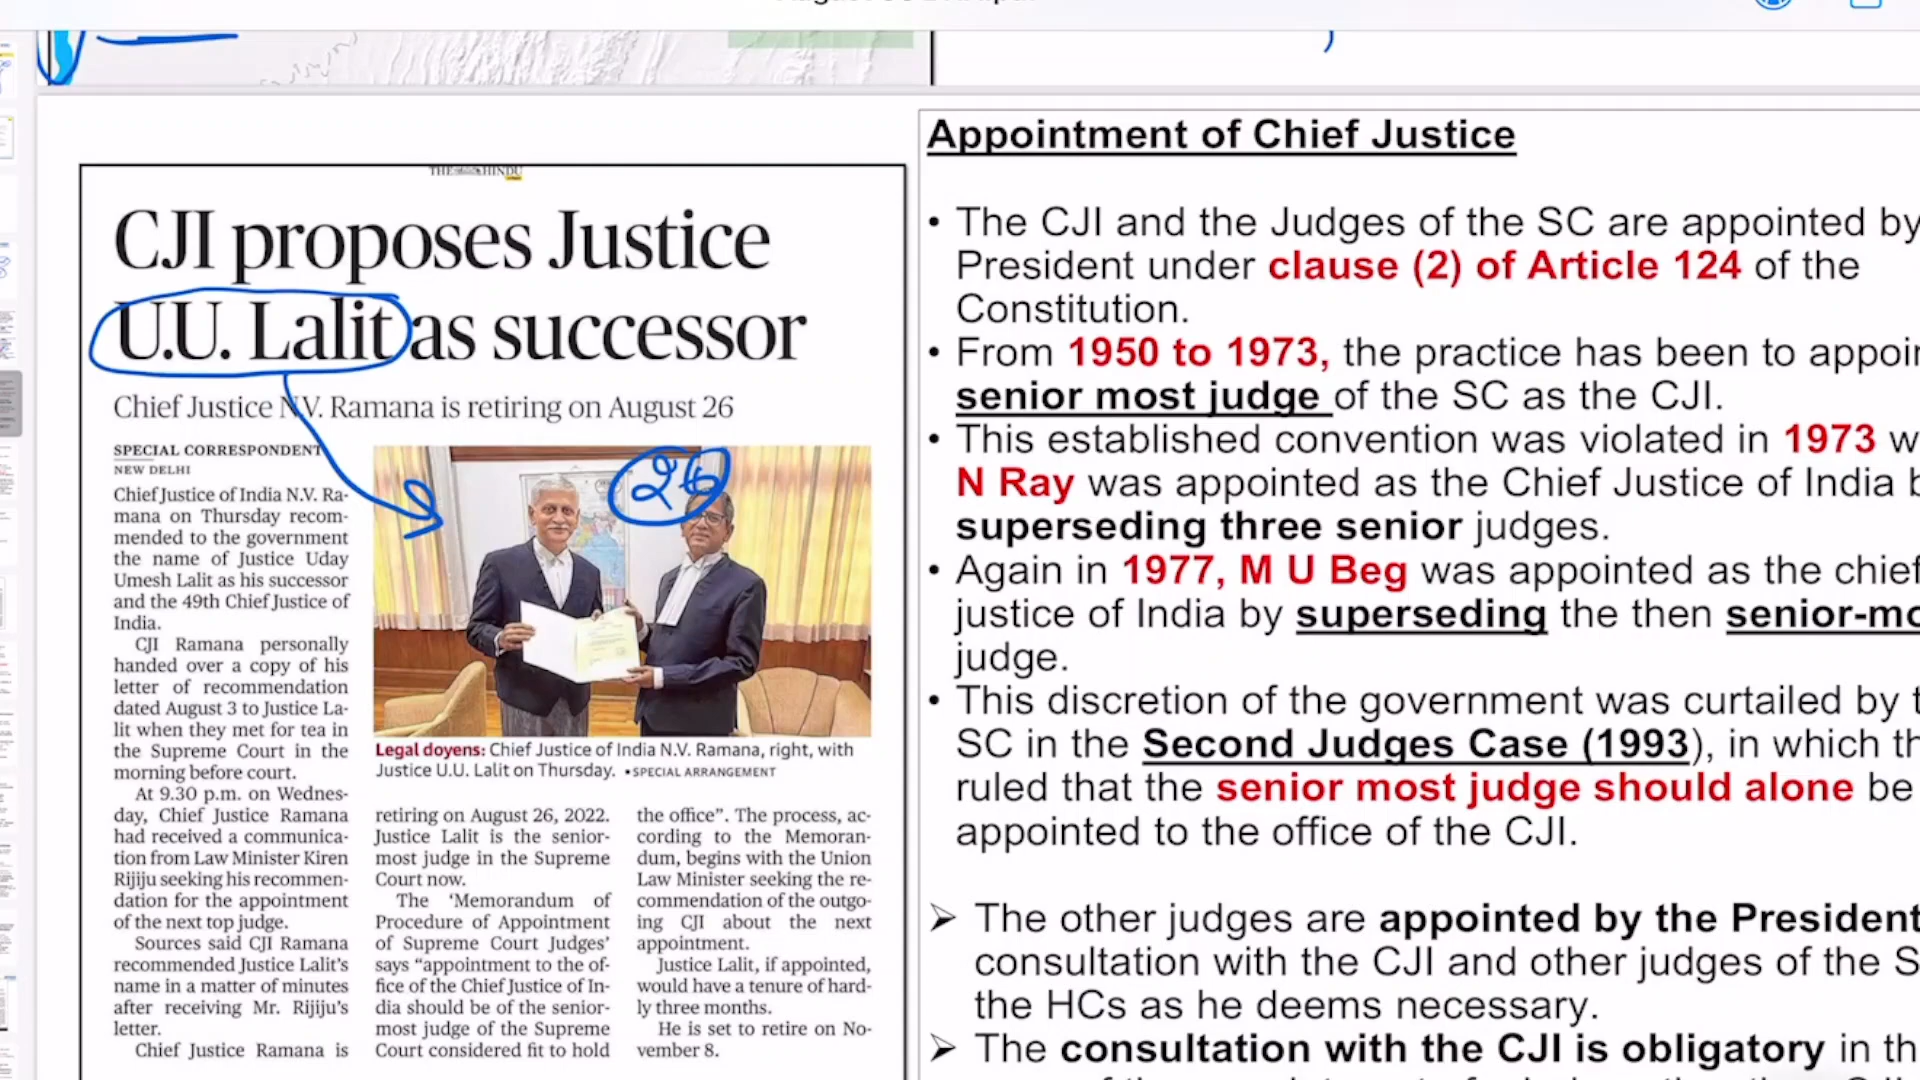 THE HINDU
CJI proposes Justice
U.U. Lalit as successor
Chief Justice N.V. Ramana is retiring on August 26
SPECIAL CORRESPONDENT
NEW DELHI
Chief Justice of India N.V. Ra-
mana on Thursday recom-
mended to the government
the name of Justice Uday
Umesh Lalit as his successor
and the 49th Chief Justice of
India.
CJI Ramana personally
handed over a copy of his
letter of recommendation
dated August 3 to Justice La-
lit when they met for tea in
the Supreme Court in the
morning before court.
At 9.30 p.m. on Wednes-
day, Chief Justice Ramana
had received a communica-
tion from Law Minister Kiren
Rijiju seeking his recommen-
dation for the appointment
of the next top judge.
Sources said CJI Ramana
recommended Justice Lalit's
name in a matter of minutes
after receiving Mr. Rijiju's
letter.
Chief Justice Ramana is
26
Legal doyens: Chief Justice of India N.V. Ramana, right, with
Justice U.U. Lalit on Thursday. •SPECIAL ARRANGEMENT
retiring on August 26, 2022.
Justice Lalit is the senior-
most judge in the Supreme
Court now.
The 'Memorandum of
Procedure of Appointment
of Supreme Court Judges'
says "appointment to the of-
fice of the Chief Justice of In-
dia should be of the senior-
most judge of the Supreme
Court considered fit to hold
the office". The process, ac-
cording to the Memoran-
dum, begins with the Union
Law Minister seeking the re-
commendation of the outgo-
ing CJI about the next
appointment.
Justice Lalit, if appointed,
would have a tenure of hard-
ly three months.
He is set to retire on No-
vember 8.
Appointment of Chief Justice
• The CJI and the Judges of the SC are appointed by
President under clause (2) of Article 124 of the
Constitution.
• From 1950 to 1973, the practice has been to appoin
senior most judge of the SC as the CJI.
• This established convention was violated in 1973 w
N Ray was appointed as the Chief Justice of India b
superseding three senior judges.
• Again in 1977, M U Beg was appointed as the chief
justice of India by superseding the then senior-mo
judge.
• This discretion of the government was curtailed by t
SC in the Second Judges Case (1993), in which th
ruled that the senior most judge should alone be
appointed to the office of the CJI.
➢ The other judges are appointed by the President
consultation with the CJI and other judges of the S
the HCs as he deems necessary.
➢ The consultation with the CJI is obligatory in th